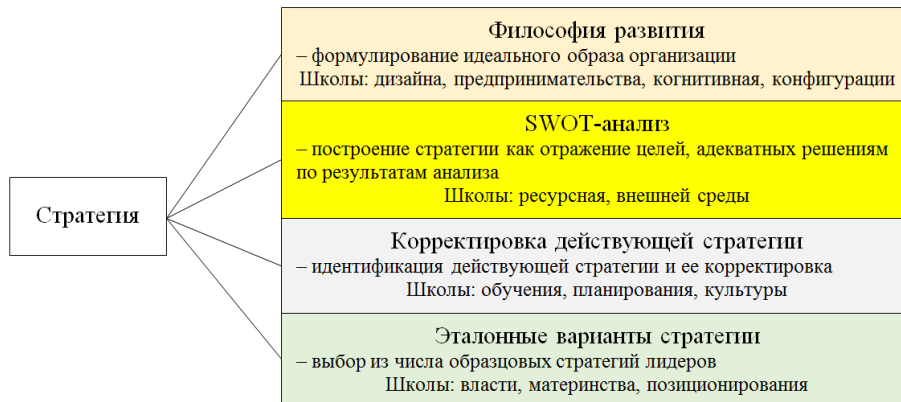 Стратегия
Философия развития
– формулирование идеального образа организации
Школы: дизайна, предпринимательства, когнитивная, конфигурации
SWOT-анализ
– построение стратегии как отражение целей, адекватных решениям
по результатам анализа
Школы: ресурсная, внешней среды
Корректировка действующей стратегии
– идентификация действующей стратегии и ее корректировка
Школы: обучения, планирования, культуры
Эталонные варианты стратегии
– выбор из числа образцовых стратегий лидеров
Школы: власти, материнства, позиционирования